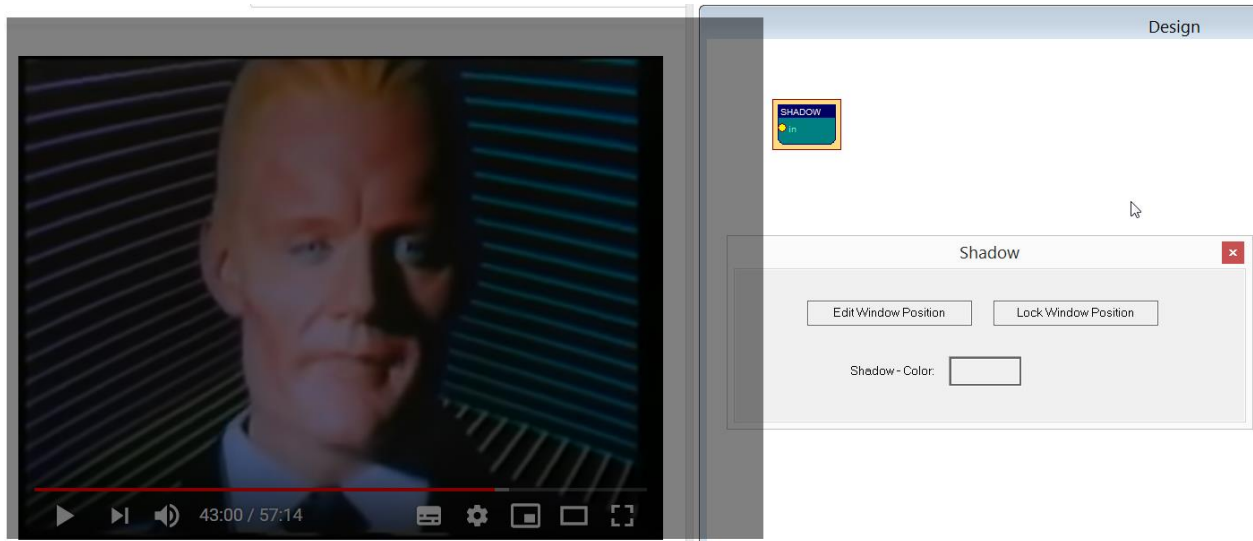 Design
SHADOW
in
Shadow
Edit Window Position
Lock Window Position
Shadow - Color:
43:00 / 57:14